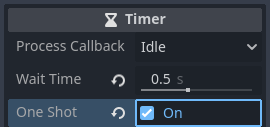 Timer
Process Callback Idle
Wait Time 0.5 s
One Shot On